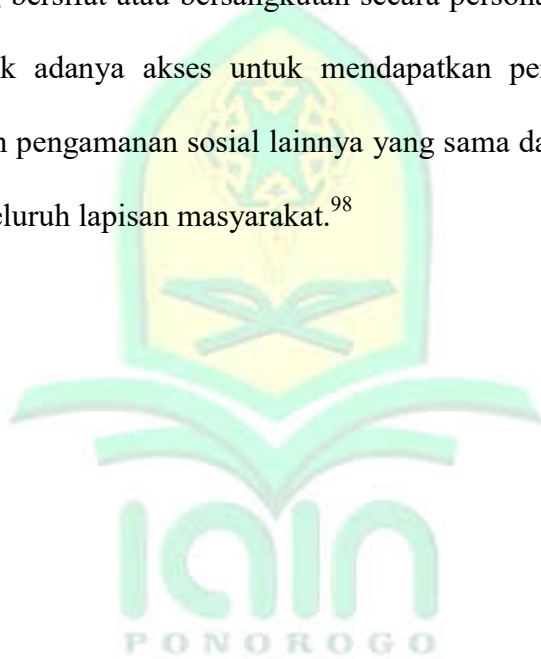 bersifat atau bersangkutan secara persona
k adanya akses untuk mendapatkan pe
n pengamanan sosial lainnya yang sama da
eluruh lapisan masyarakat.98
iain
PONOROGO